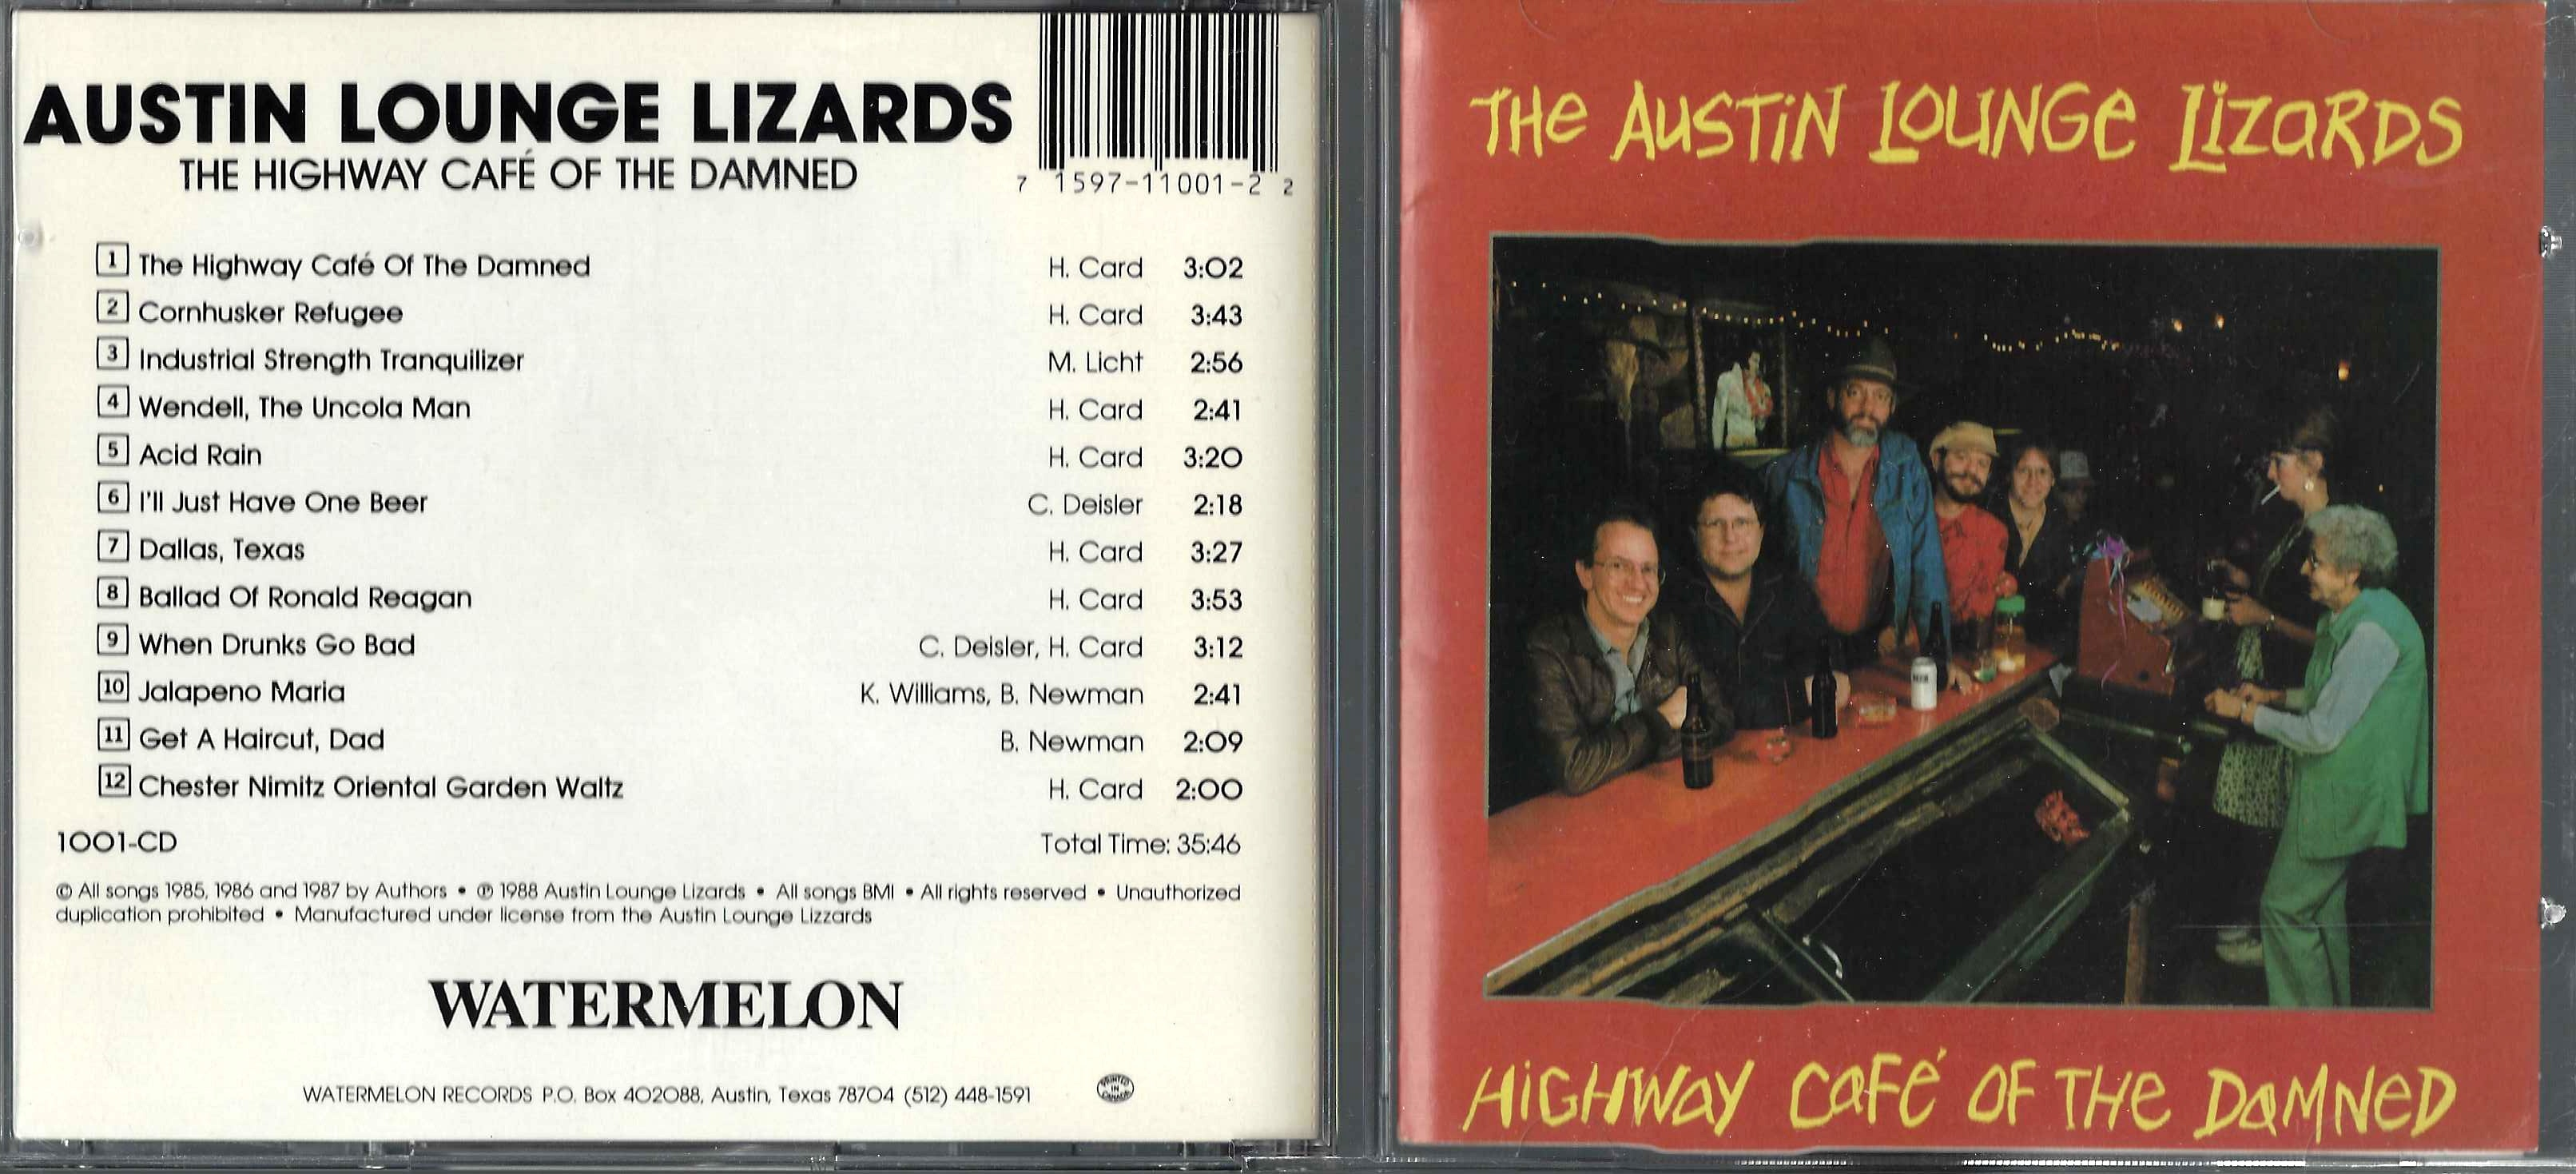 AUSTIN LOUNGE LIZARDS
THE HIGHWAY CAFÉ OF THE DAMNED
7 1597-11001-2 2
1 The Highway Café Of The Damned H. Card 3:02
2 Cornhusker Refugee H. Card 3:43
3 Industrial Strength Tranquilizer M. Licht 2:56
4 Wendell, The Uncola Man H. Card 2:41
5 Acid Rain H. Card 3:20
6 I'll Just Have One Beer C. Deisler 2:18
7 Dallas, Texas H. Card 3:27
8 Ballad Of Ronald Reagan H. Card 3:53
9 When Drunks Go Bad C. Deisler, H. Card 3:12
10 Jalapeno Maria K. Williams, B. Newman 2:41
11 Get A Haircut, Dad B. Newman 2:09
12 Chester Nimitz Oriental Garden Waltz H. Card 2:00
1001-CD Total Time: 35:46
© All songs 1985, 1986 and 1987 by Authors • ℗ 1988 Austin Lounge Lizards • All songs BMI • All rights reserved • Unauthorized
duplication prohibited • Manufactured under license from the Austin Lounge Lizzards
WATERMELON
WATERMELON RECORDS P.O. Box 402088, Austin, Texas 78704 (512) 448-1591
PRINTED
IN
CANADA
THE AUSTIN LOUNGE LIZARDS
HIGHWAY CAFÉ OF THE DAMNED